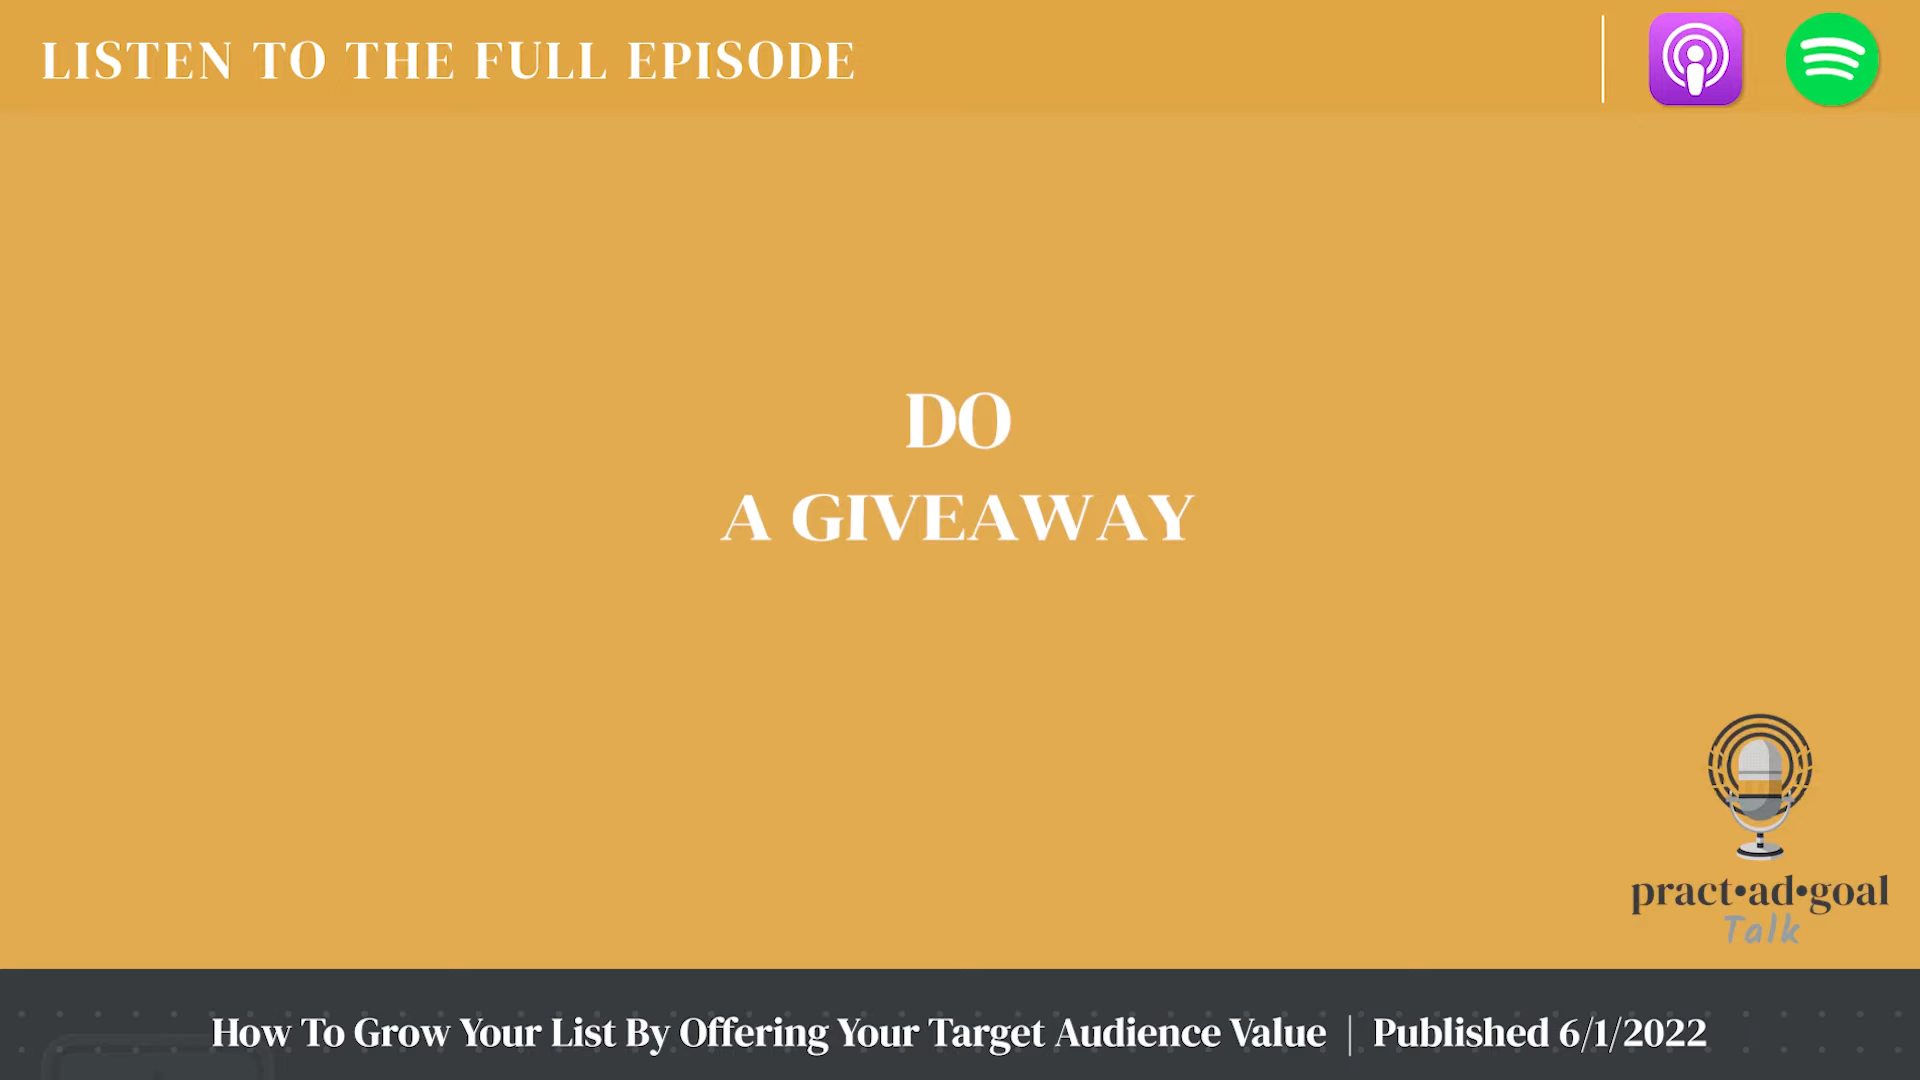 LISTEN TO THE FULL EPISODE
DO
A GIVEAWAY
pract•ad•goal
Talk
How To Grow Your List By Offering Your Target Audience Value | Published 6/1/2022